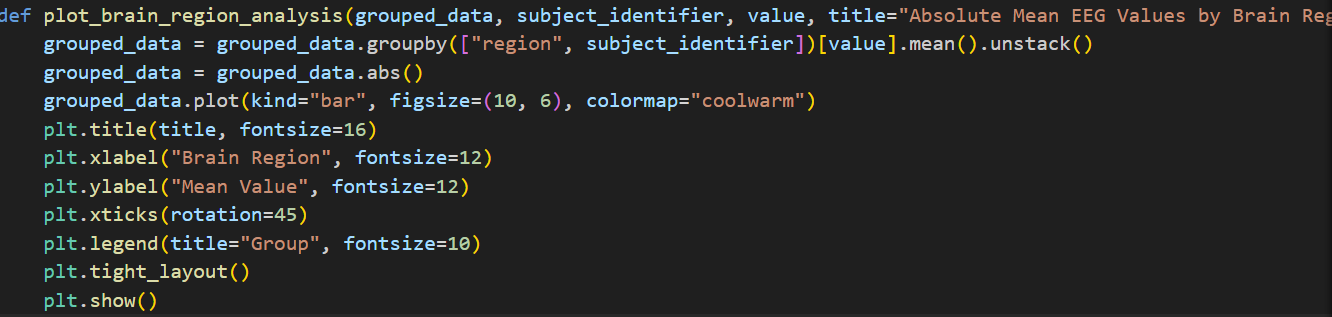 def plot_brain_region_analysis(grouped_data, subject_identifier, value, title="Absolute Mean EEG Values by Brain Reg
    grouped_data = grouped_data.groupby(["region", subject_identifier])[value].mean().unstack()
    grouped_data = grouped_data.abs()
    grouped_data.plot(kind="bar", figsize=(10, 6), colormap="coolwarm")
    plt.title(title, fontsize=16)
    plt.xlabel("Brain Region", fontsize=12)
    plt.ylabel("Mean Value", fontsize=12)
    plt.xticks(rotation=45)
    plt.legend(title="Group", fontsize=10)
    plt.tight_layout()
    plt.show()